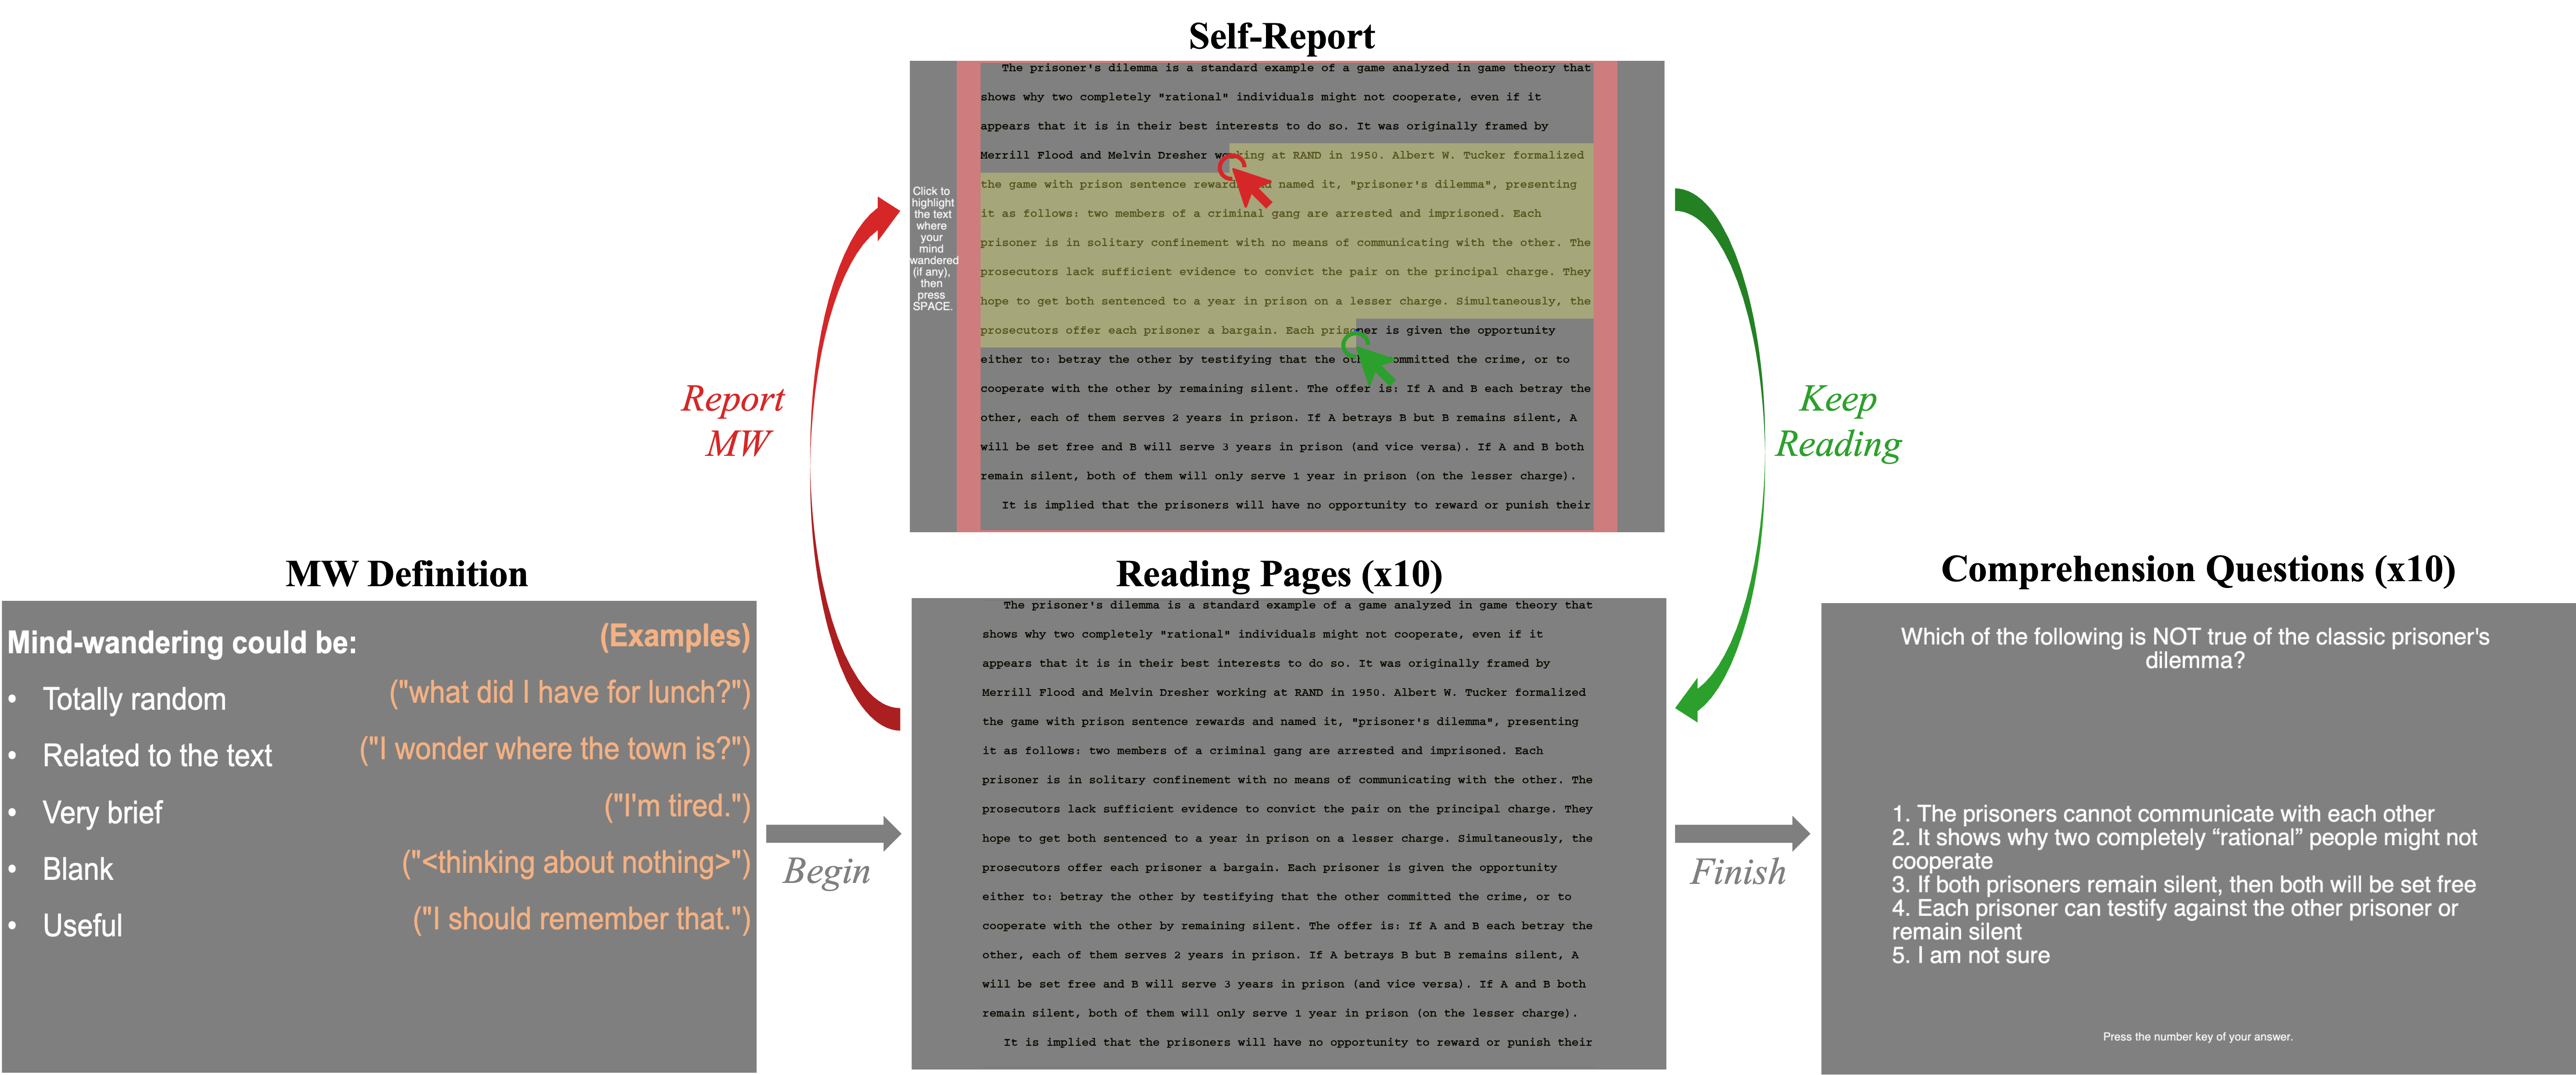 Self-Report
The prisoner's dilemma is a standard example of a game analyzed in game theory that
shows why two completely "rational" individuals might not cooperate, even if it
appears that it is in their best interests to do so. It was originally framed by
Merrill Flood and Melvin Dresher working at RAND in 1950. Albert W. Tucker formalized
the game with prison sentence rewards and named it, "prisoner's dilemma", presenting
it as follows: two members of a criminal gang are arrested and imprisoned. Each
prisoner is in solitary confinement with no means of communicating with the other. The
prosecutors lack sufficient evidence to convict the pair on the principal charge. They
hope to get both sentenced to a year in prison on a lesser charge. Simultaneously, the
prosecutors offer each prisoner a bargain. Each prisoner is given the opportunity
either to: betray the other by testifying that the other committed the crime, or to
cooperate with the other by remaining silent. The offer is: If A and B each betray the
other, each of them serves 2 years in prison. If A betrays B but B remains silent, A
will be set free and B will serve 3 years in prison (and vice versa). If A and B both
remain silent, both of them will only serve 1 year in prison (on the lesser charge).
It is implied that the prisoners will have no opportunity to reward or punish their
Click to
highlight
the text
where
your
mind
wandered
(if any),
then
press
SPACE.
Report
MW
Keep
Reading
MW Definition
Mind-wandering could be:
(Examples)
• Totally random
("what did I have for lunch?")
• Related to the text
("I wonder where the town is?")
• Very brief
("I'm tired.")
• Blank
("<thinking about nothing>")
• Useful
("I should remember that.")
Begin
Reading Pages (x10)
The prisoner's dilemma is a standard example of a game analyzed in game theory that
shows why two completely "rational" individuals might not cooperate, even if it
appears that it is in their best interests to do so. It was originally framed by
Merrill Flood and Melvin Dresher working at RAND in 1950. Albert W. Tucker formalized
the game with prison sentence rewards and named it, "prisoner's dilemma", presenting
it as follows: two members of a criminal gang are arrested and imprisoned. Each
prisoner is in solitary confinement with no means of communicating with the other. The
prosecutors lack sufficient evidence to convict the pair on the principal charge. They
hope to get both sentenced to a year in prison on a lesser charge. Simultaneously, the
prosecutors offer each prisoner a bargain. Each prisoner is given the opportunity
either to: betray the other by testifying that the other committed the crime, or to
cooperate with the other by remaining silent. The offer is: If A and B each betray the
other, each of them serves 2 years in prison. If A betrays B but B remains silent, A
will be set free and B will serve 3 years in prison (and vice versa). If A and B both
remain silent, both of them will only serve 1 year in prison (on the lesser charge).
It is implied that the prisoners will have no opportunity to reward or punish their
Finish
Comprehension Questions (x10)
Which of the following is NOT true of the classic prisoner's
dilemma?
1. The prisoners cannot communicate with each other
2. It shows why two completely “rational” people might not
cooperate
3. If both prisoners remain silent, then both will be set free
4. Each prisoner can testify against the other prisoner or
remain silent
5. I am not sure
Press the number key of your answer.